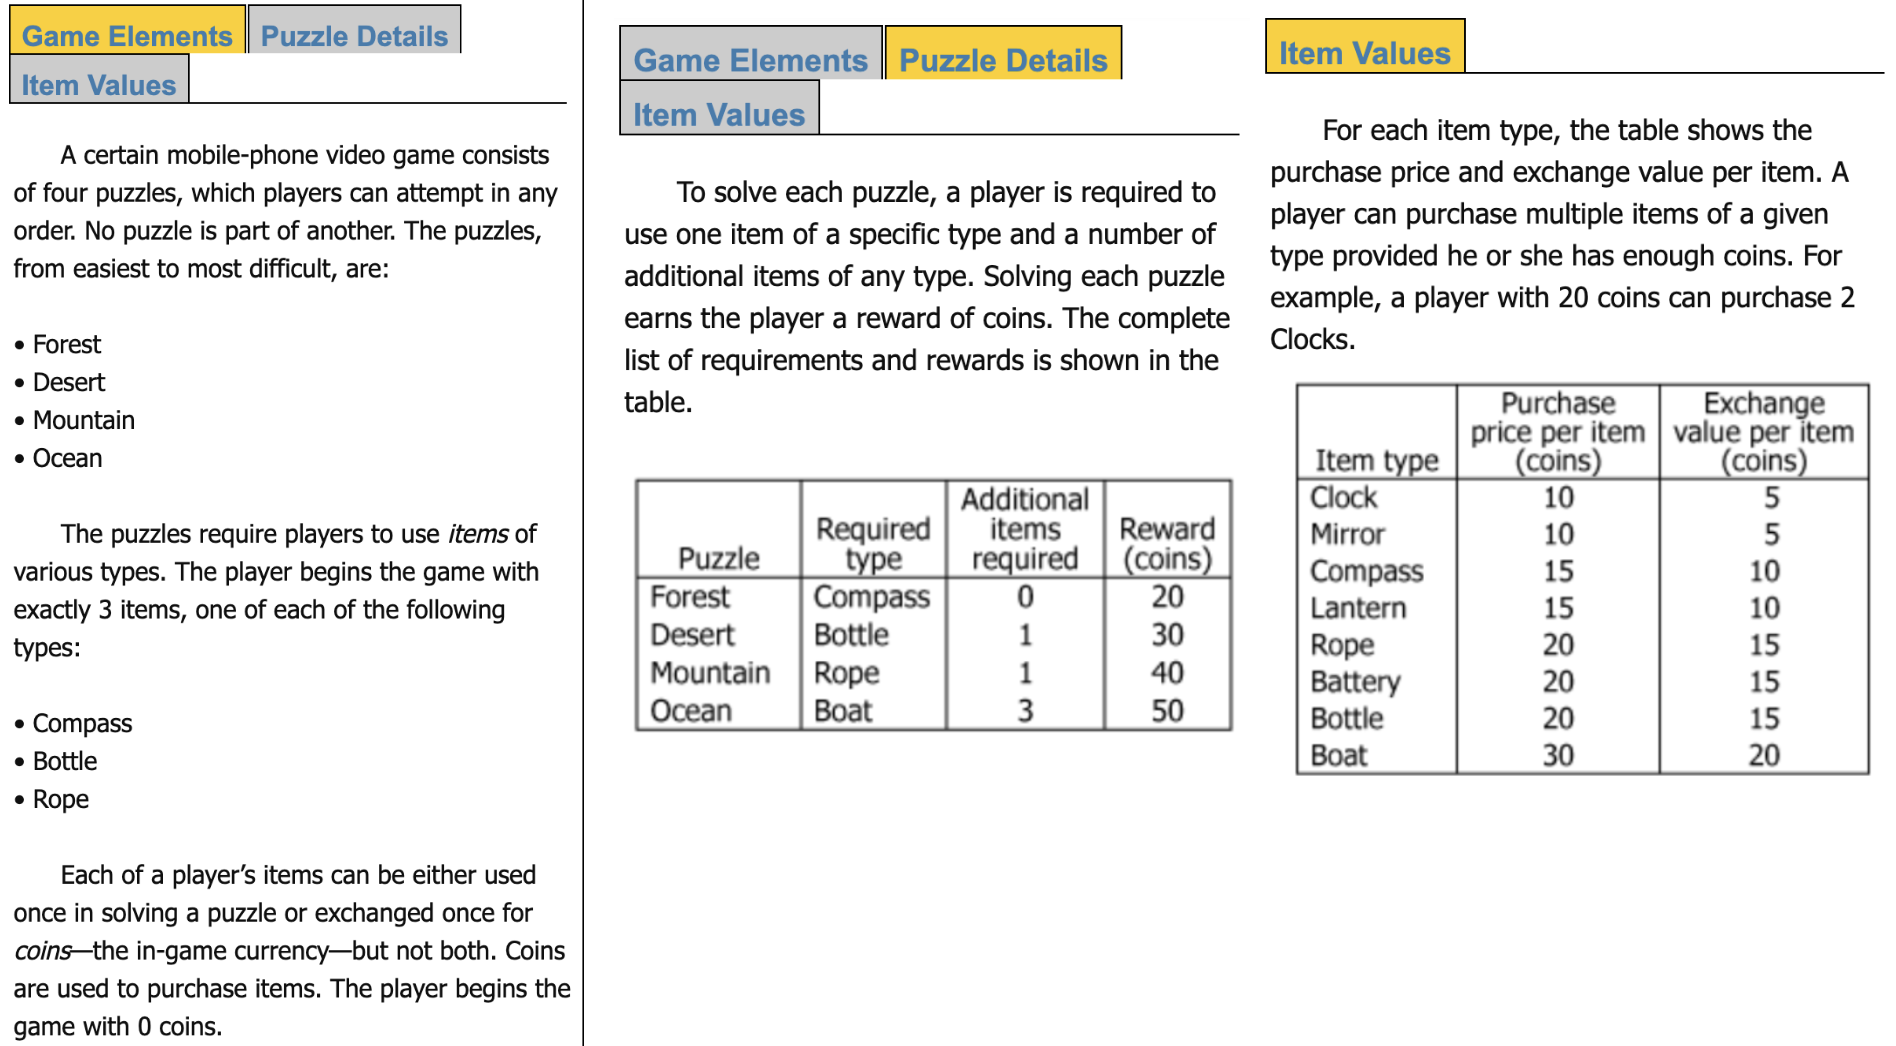 Game Elements
Puzzle Details
Item Values
A certain mobile-phone video game consists
of four puzzles, which players can attempt in any
order. No puzzle is part of another. The puzzles,
from easiest to most difficult, are:
• Forest
• Desert
• Mountain
• Ocean
The puzzles require players to use items of
various types. The player begins the game with
exactly 3 items, one of each of the following
types:
• Compass
• Bottle
• Rope
Each of a player's items can be either used
once in solving a puzzle or exchanged once for
coins—the in-game currency—but not both. Coins
are used to purchase items. The player begins the
game with 0 coins.
Game Elements
Puzzle Details
Item Values
To solve each puzzle, a player is required to
use one item of a specific type and a number of
additional items of any type. Solving each puzzle
earns the player a reward of coins. The complete
list of requirements and rewards is shown in the
table.
Puzzle | Required type | Additional items required | Reward (coins)
Forest Compass 0 20
Desert Bottle 1 30
Mountain Rope 1 40
Ocean Boat 3 50
Item Values
For each item type, the table shows the
purchase price and exchange value per item. A
player can purchase multiple items of a given
type provided he or she has enough coins. For
example, a player with 20 coins can purchase 2
Clocks.
Item type | Purchase price per item (coins) | Exchange value per item (coins)
Clock 10 5
Mirror 10 5
Compass 15 10
Lantern 15 10
Rope 20 15
Battery 20 15
Bottle 20 15
Boat 30 20